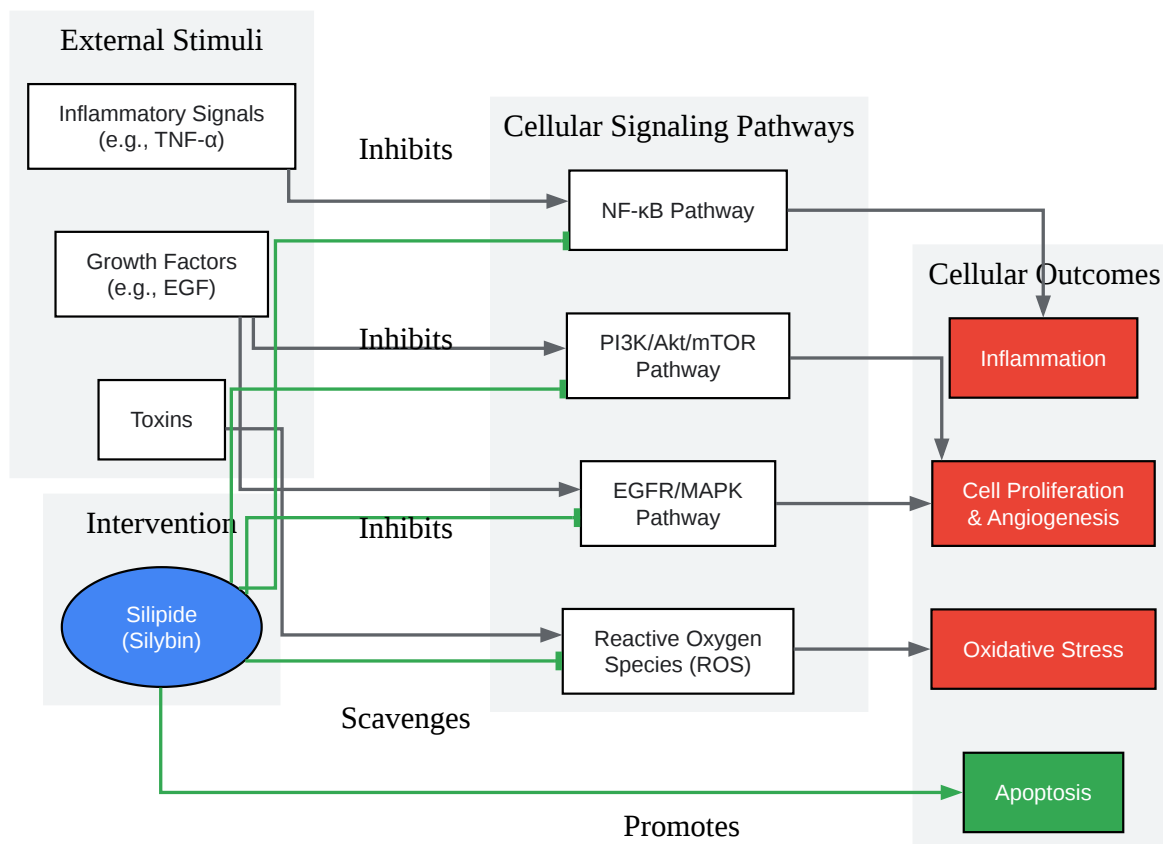 External Stimuli
Inflammatory Signals
(e.g., TNF-α)
Growth Factors
(e.g., EGF)
Toxins
Intervention
Silipide
(Silybin)
Inhibits
Inhibits
Inhibits
Scavenges
Promotes
Cellular Signaling Pathways
NF-κB Pathway
PI3K/Akt/mTOR
Pathway
EGFR/MAPK
Pathway
Reactive Oxygen
Species (ROS)
Cellular Outcomes
Inflammation
Cell Proliferation
& Angiogenesis
Oxidative Stress
Apoptosis